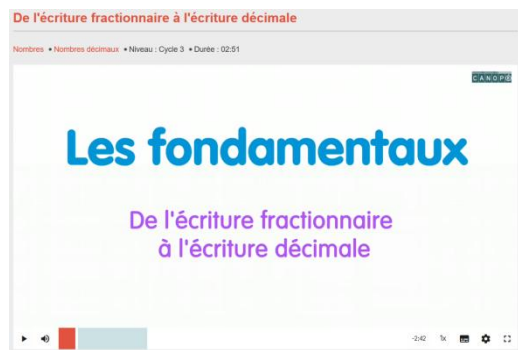 De l'écriture fractionnaire à l'écriture décimale
Nombres • Nombres décimaux • Niveau : Cycle 3 • Durée : 02:51
CANOPÉ
Les fondamentaux
De l'écriture fractionnaire
à l'écriture décimale
-2:42 1x